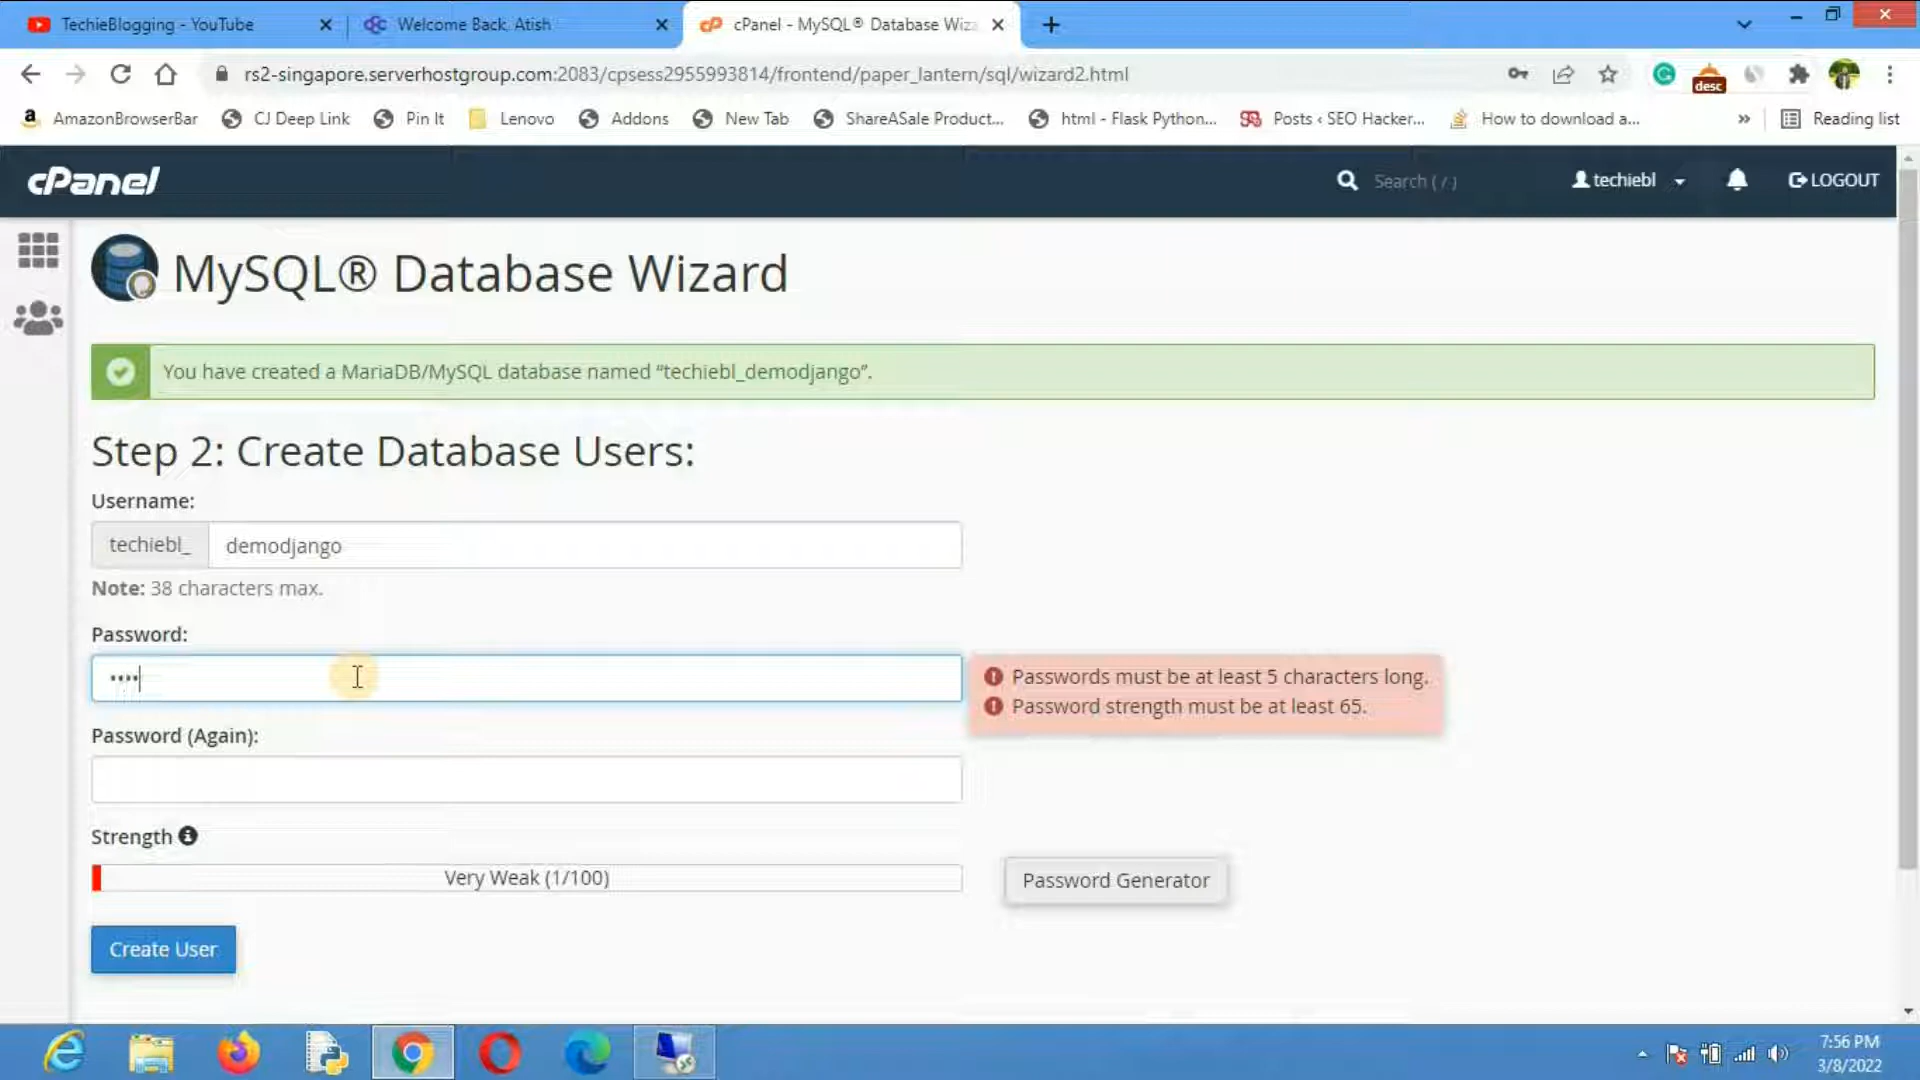 TechieBlogging - YouTube
Welcome Back, Atish
cPanel - MySQL® Database Wiz
rs2-singapore.serverhostgroup.com:2083/cpsess2955993814/frontend/paper_lantern/sql/wizard2.html
desc
AmazonBrowserBar
CJ Deep Link
Pin It
Lenovo
Addons
New Tab
ShareASale Product...
html - Flask Python...
Posts ‹ SEO Hacker...
How to download a...
»
Reading list
cPanel
Search ( / )
techiebl
LOGOUT
MySQL® Database Wizard
You have created a MariaDB/MySQL database named “techiebl_demodjango”.
Step 2: Create Database Users:
Username:
techiebl_
demodjango
Note: 38 characters max.
Password:
••••
Passwords must be at least 5 characters long.
Password strength must be at least 65.
Password (Again):
Strength
Very Weak (1/100)
Password Generator
Create User
7:56 PM
3/8/2022